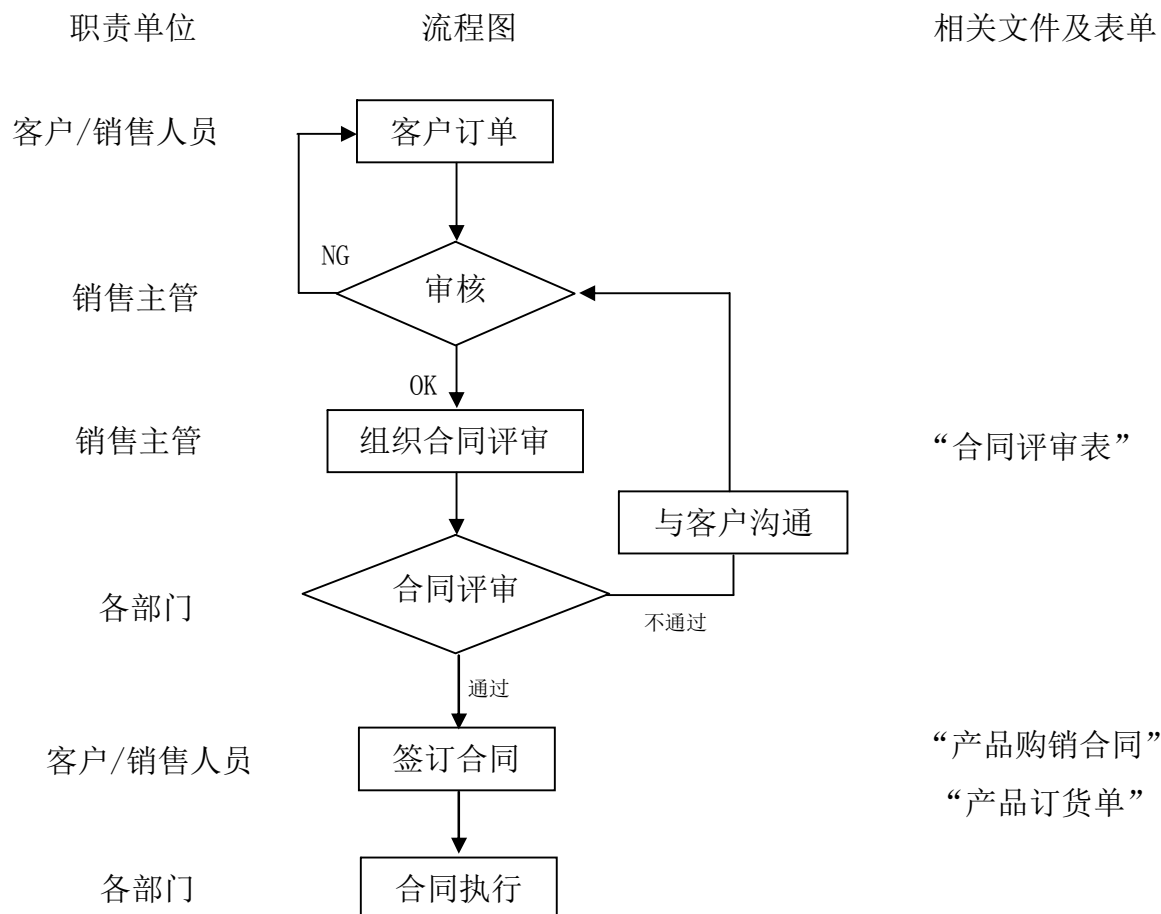 职责单位 流程图 相关文件及表单
客户/销售人员 客户订单
NG
销售主管 审核
OK
销售主管 组织合同评审 “合同评审表”
与客户沟通
各部门 合同评审
不通过
通过
客户/销售人员 签订合同 “产品购销合同”
“产品订货单”
各部门 合同执行